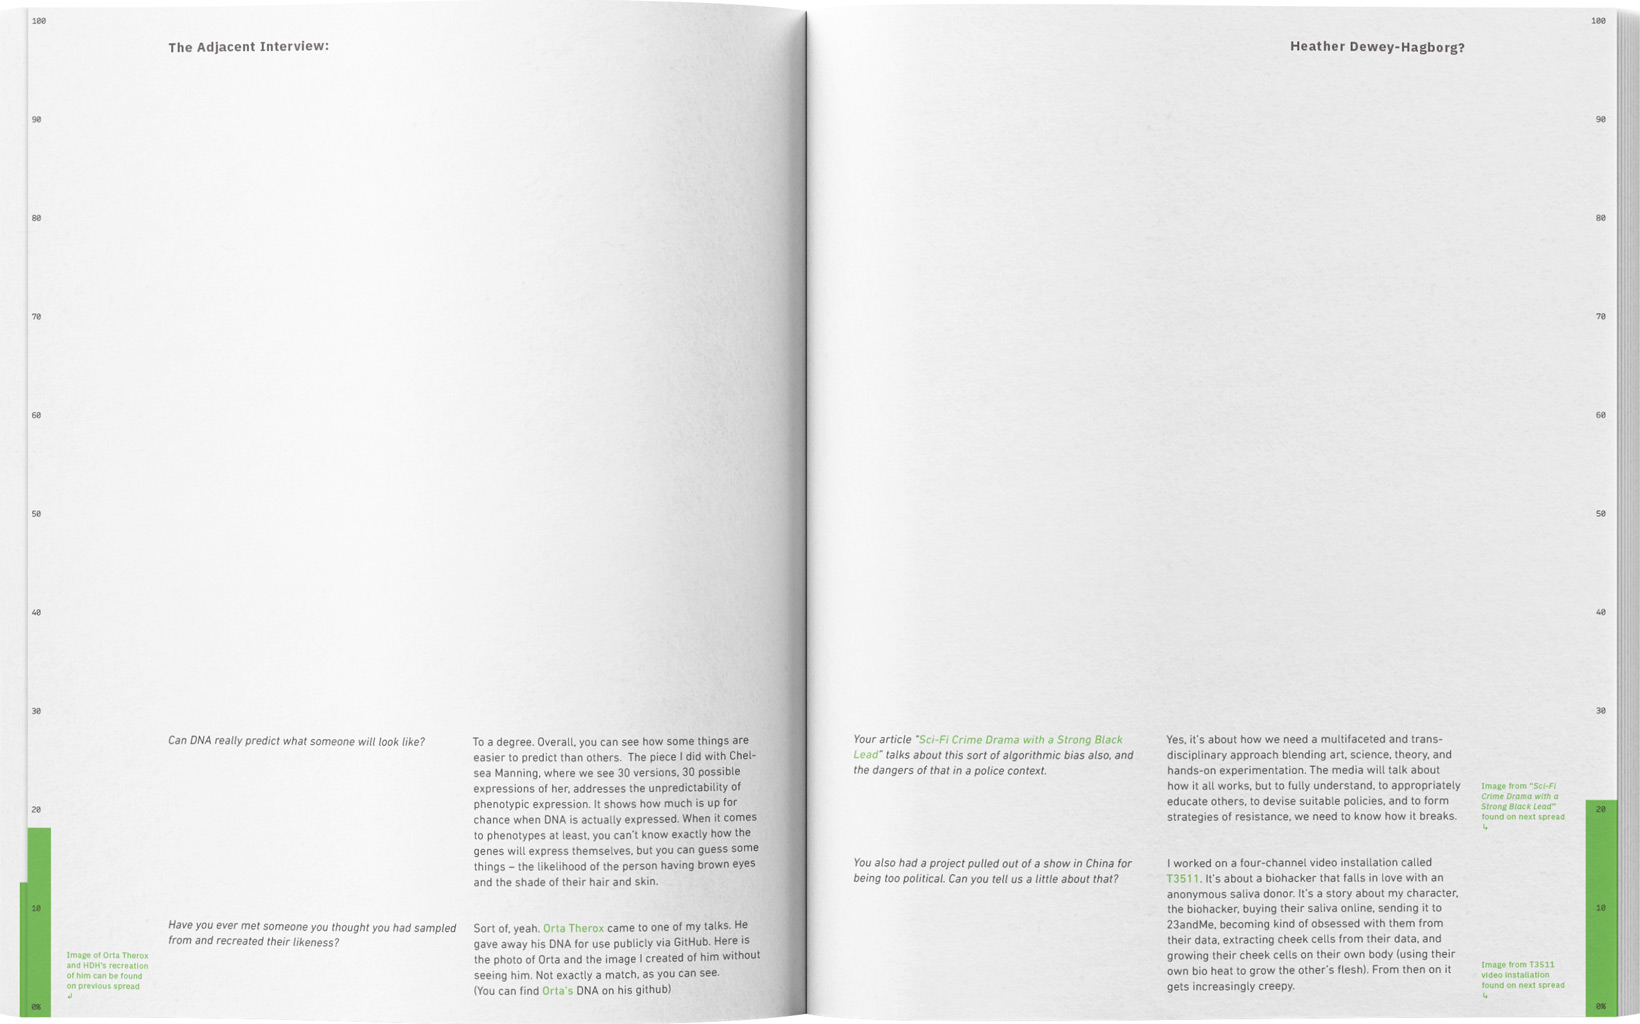 The Adjacent Interview:
100
90
80
70
60
50
40
30
20
10
0%
Can DNA really predict what someone will look like?
To a degree. Overall, you can see how some things are
easier to predict than others.  The piece I did with Chel-
sea Manning, where we see 30 versions, 30 possible
expressions of her, addresses the unpredictability of
phenotypic expression. It shows how much is up for
chance when DNA is actually expressed. When it comes
to phenotypes at least, you can't know exactly how the
genes will express themselves, but you can guess some
things – the likelihood of the person having brown eyes
and the shade of their hair and skin.
Have you ever met someone you thought you had sampled
from and recreated their likeness?
Sort of, yeah. Orta Therox came to one of my talks. He
gave away his DNA for use publicly via GitHub. Here is
the photo of Orta and the image I created of him without
seeing him. Not exactly a match, as you can see.
(You can find Orta's DNA on his github)
Image of Orta Therox
and HDH's recreation
of him can be found
on previous spread
↲
Heather Dewey-Hagborg?
Your article "Sci-Fi Crime Drama with a Strong Black
Lead" talks about this sort of algorithmic bias also, and
the dangers of that in a police context.
Yes, it's about how we need a multifaceted and trans-
disciplinary approach blending art, science, theory, and
hands-on experimentation. The media will talk about
how it all works, but to fully understand, to appropriately
educate others, to devise suitable policies, and to form
strategies of resistance, we need to know how it breaks.
Image from "Sci-Fi
Crime Drama with a
Strong Black Lead"
found on next spread
↳
You also had a project pulled out of a show in China for
being too political. Can you tell us a little about that?
I worked on a four-channel video installation called
T3511. It's about a biohacker that falls in love with an
anonymous saliva donor. It's a story about my character,
the biohacker, buying their saliva online, sending it to
23andMe, becoming kind of obsessed with them from
their data, extracting cheek cells from their data, and
growing their cheek cells on their own body (using their
own bio heat to grow the other's flesh). From then on it
gets increasingly creepy.
Image from T3511
video installation
found on next spread
↳
100
90
80
70
60
50
40
30
20
10
0%